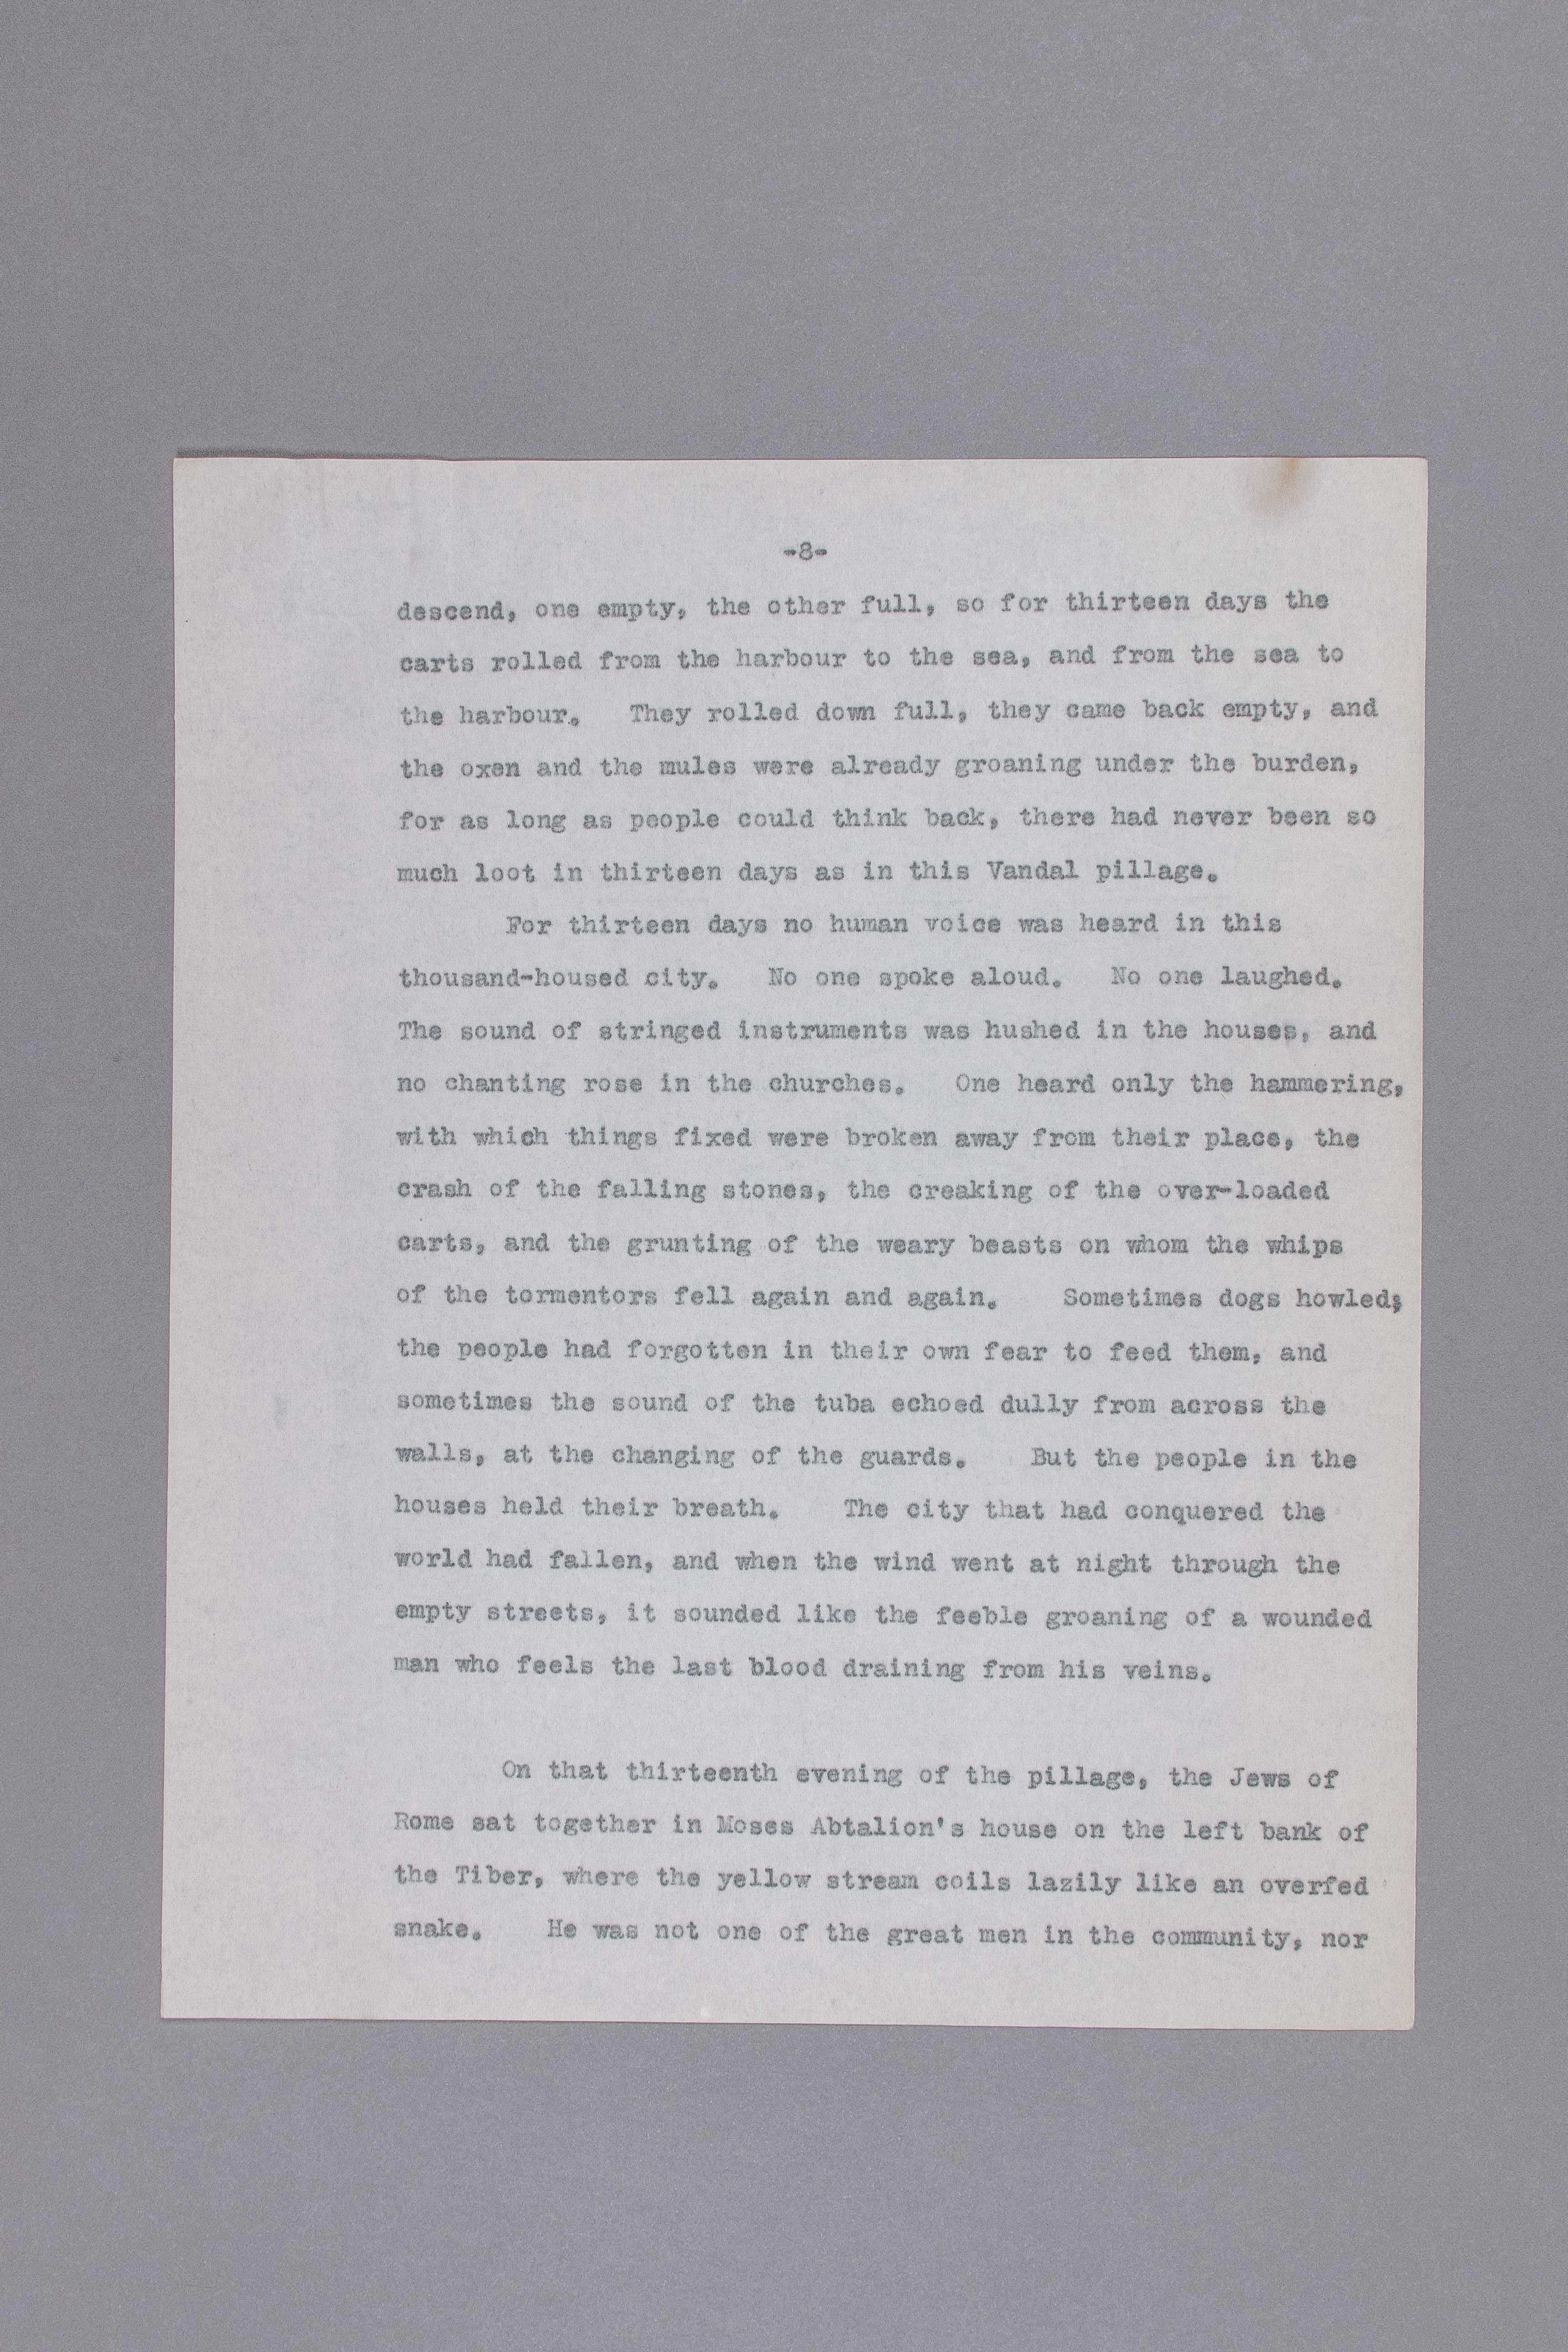 -8-
descend, one empty, the other full, so for thirteen days the
carts rolled from the harbour to the sea, and from the sea to
the harbour. They rolled down full, they came back empty, and
the oxen and the mules were already groaning under the burden,
for as long as people could think back, there had never been so
much loot in thirteen days as in this Vandal pillage.
For thirteen days no human voice was heard in this
thousand-housed city. No one spoke aloud. No one laughed.
The sound of stringed instruments was hushed in the houses, and
no chanting rose in the churches. One heard only the hammering,
with which things fixed were broken away from their place, the
crash of the falling stones, the creaking of the over-loaded
carts, and the grunting of the weary beasts on whom the whips
of the tormentors fell again and again. Sometimes dogs howled;
the people had forgotten in their own fear to feed them, and
sometimes the sound of the tuba echoed dully from across the
walls, at the changing of the guards. But the people in the
houses held their breath. The city that had conquered the
world had fallen, and when the wind went at night through the
empty streets, it sounded like the feeble groaning of a wounded
man who feels the last blood draining from his veins.
On that thirteenth evening of the pillage, the Jews of
Rome sat together in Moses Abtalion's house on the left bank of
the Tiber, where the yellow stream coils lazily like an overfed
snake. He was not one of the great men in the community, nor